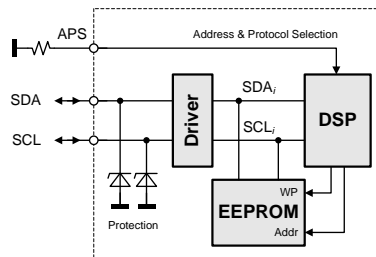 APS
Address & Protocol Selection
SDA
SDAi
SCL
SCLi
Driver
DSP
WP
EEPROM
Addr
Protection